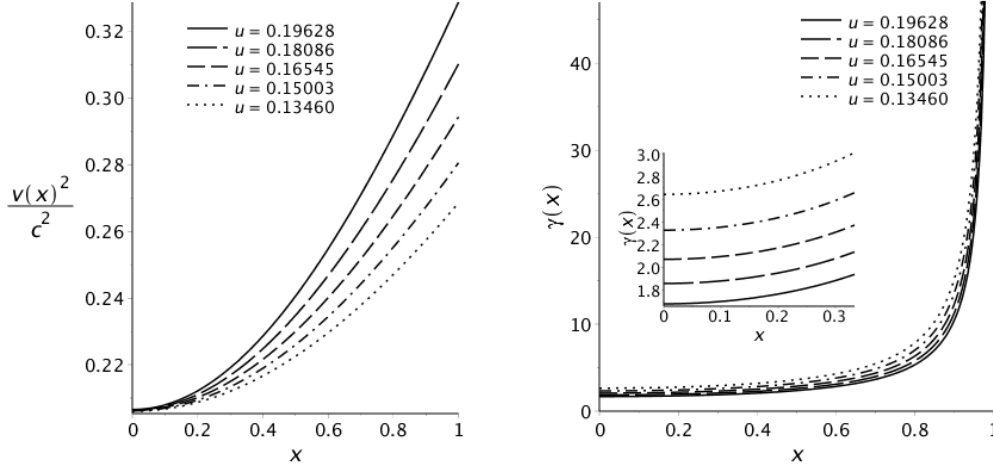 v(x)²
c²
0.32
0.30
0.28
0.26
0.24
0.22
u = 0.19628
u = 0.18086
u = 0.16545
u = 0.15003
u = 0.13460
0 0.2 0.4 0.6 0.8 1
x
γ(x)
40
30
20
10
0
u = 0.19628
u = 0.18086
u = 0.16545
u = 0.15003
u = 0.13460
γ(x)
3.0
2.8
2.6
2.4
2.2
2.0
1.8
0 0.1 0.2 0.3
x
0 0.2 0.4 0.6 0.8 1
x